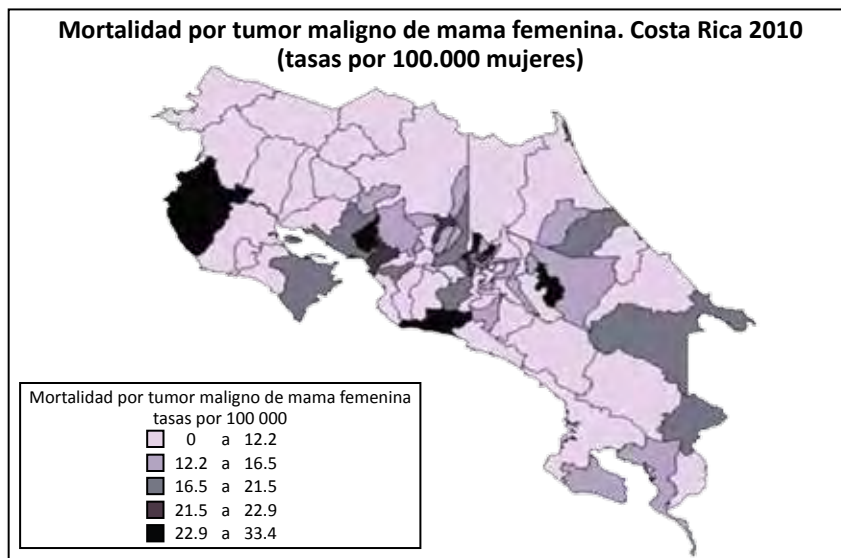 Mortalidad por tumor maligno de mama femenina. Costa Rica 2010
(tasas por 100.000 mujeres)
Mortalidad por tumor maligno de mama femenina
tasas por 100 000
0 a 12.2
12.2 a 16.5
16.5 a 21.5
21.5 a 22.9
22.9 a 33.4